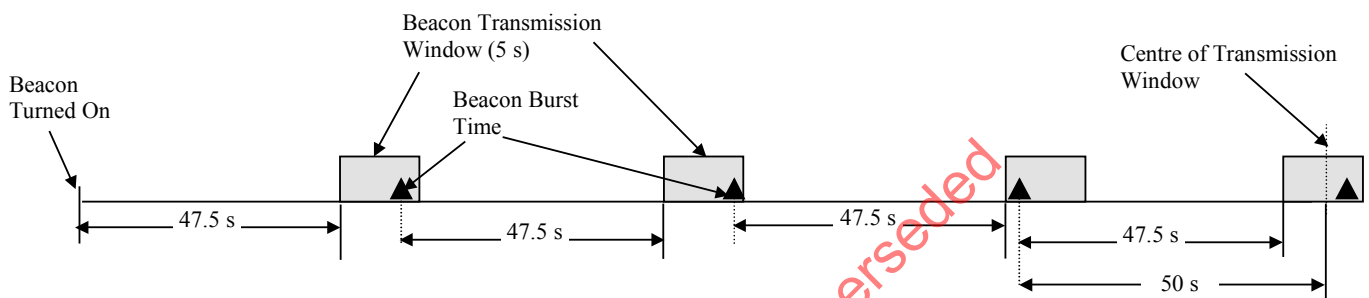 Beacon Transmission
Window (5 s)
Centre of Transmission
Window
Beacon
Turned On
Beacon Burst
Time
47.5 s
47.5 s
47.5 s
47.5 s
50 s
erseded